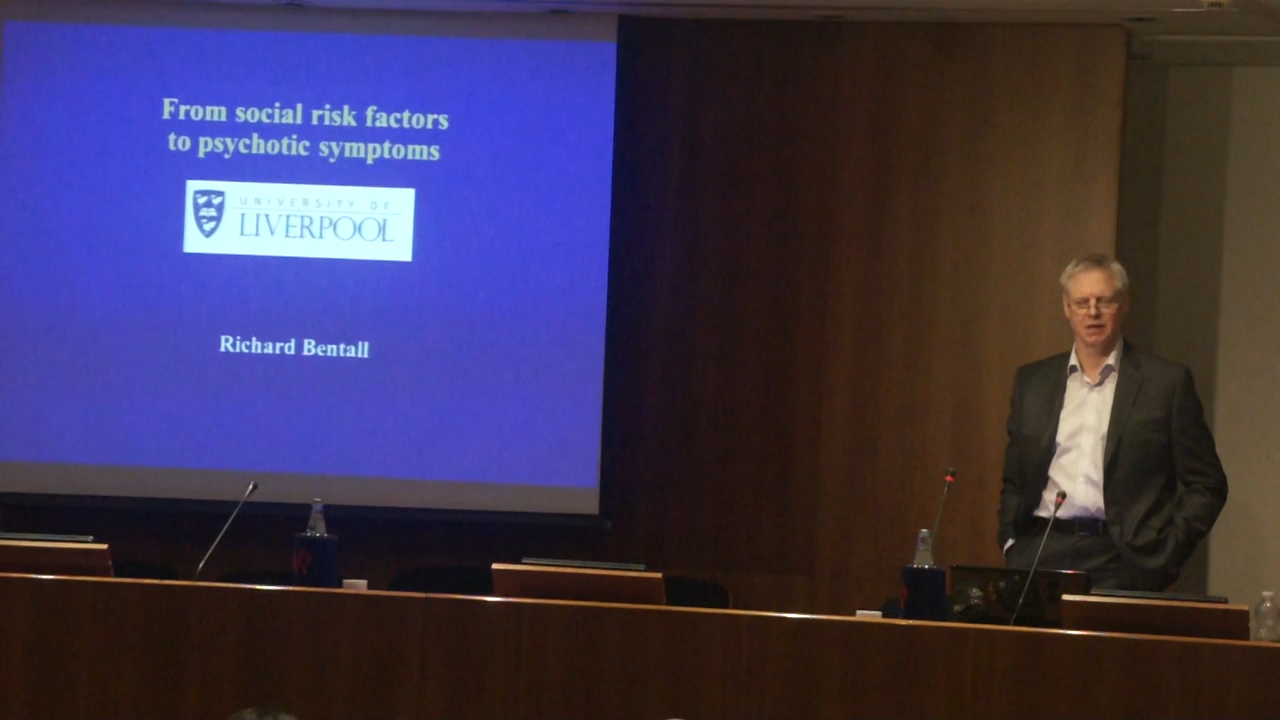 From social risk factors
to psychotic symptoms
UNIVERSITY OF
LIVERPOOL
Richard Bentall